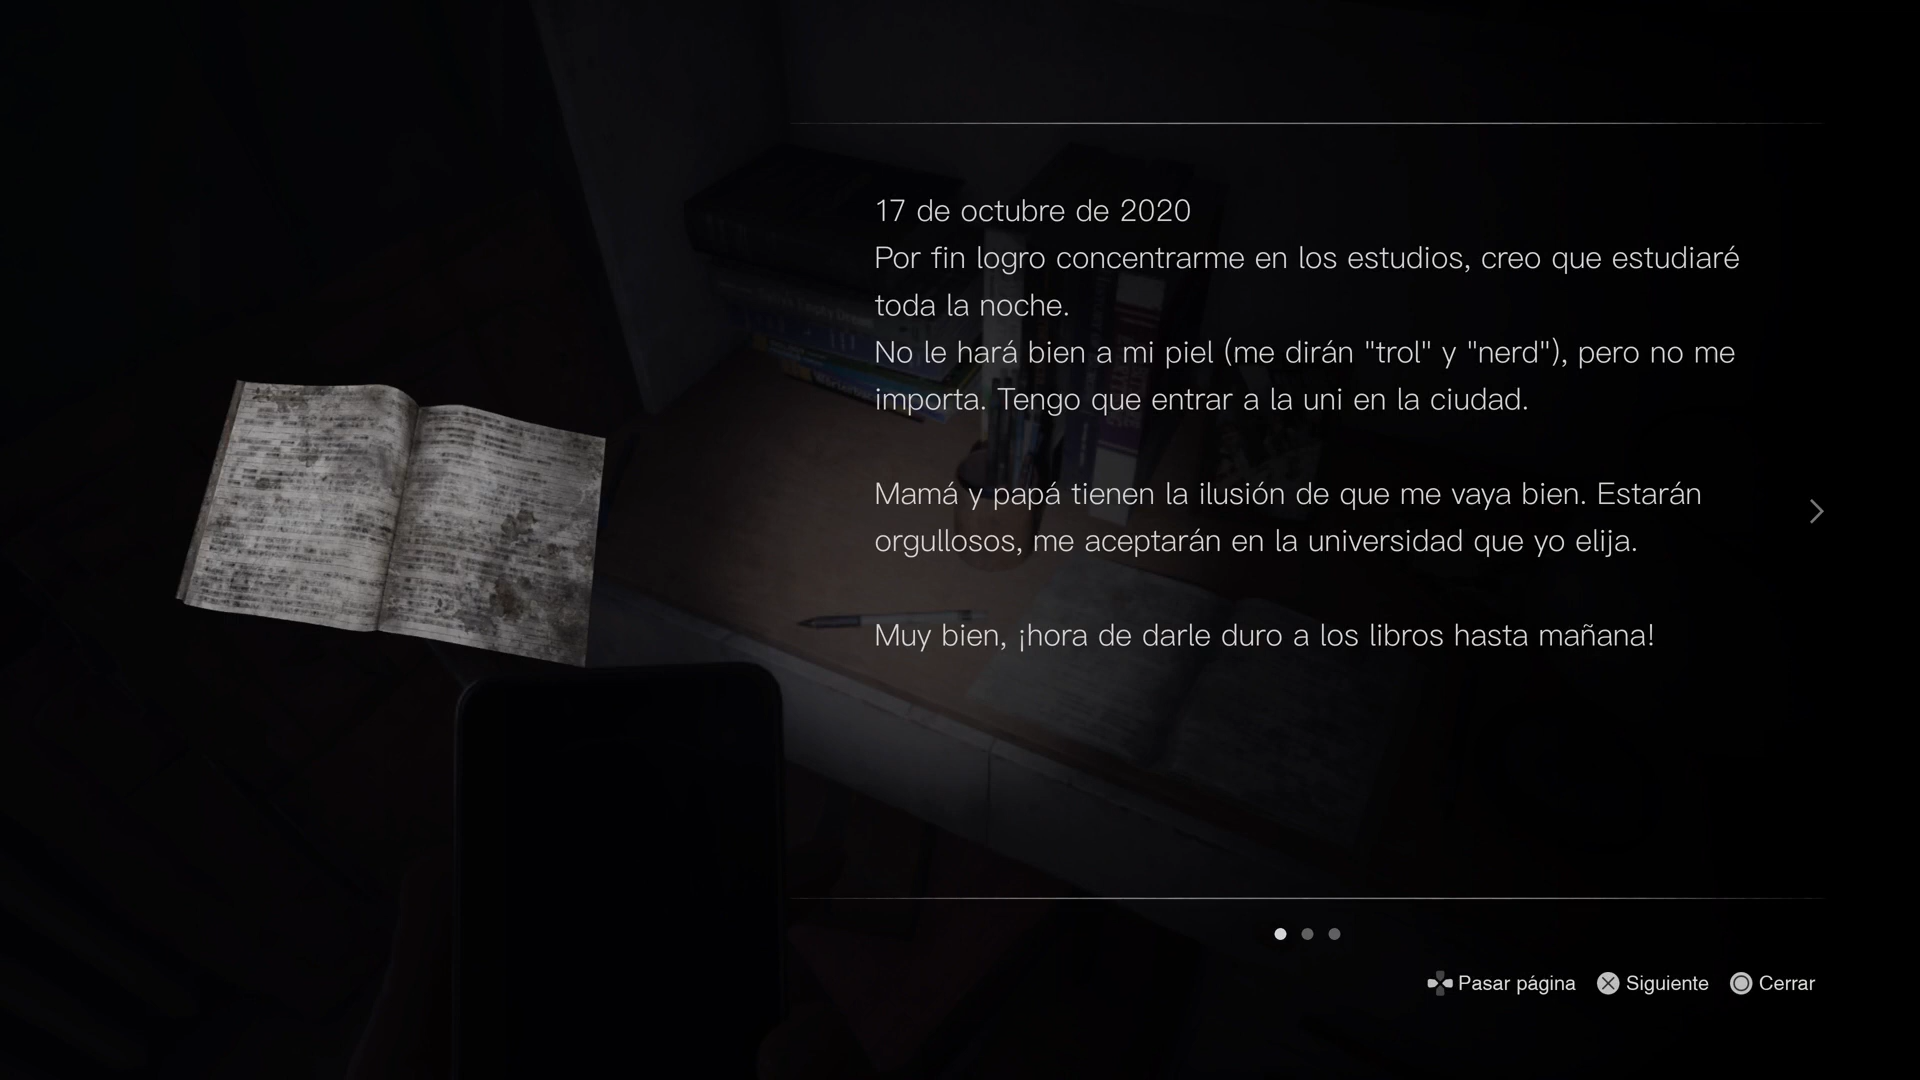 17 de octubre de 2020
Por fin logro concentrarme en los estudios, creo que estudiaré
toda la noche.
No le hará bien a mi piel (me dirán "trol" y "nerd"), pero no me
importa. Tengo que entrar a la uni en la ciudad.
Mamá y papá tienen la ilusión de que me vaya bien. Estarán
orgullosos, me aceptarán en la universidad que yo elija.
Muy bien, ¡hora de darle duro a los libros hasta mañana!
Pasar página Siguiente Cerrar